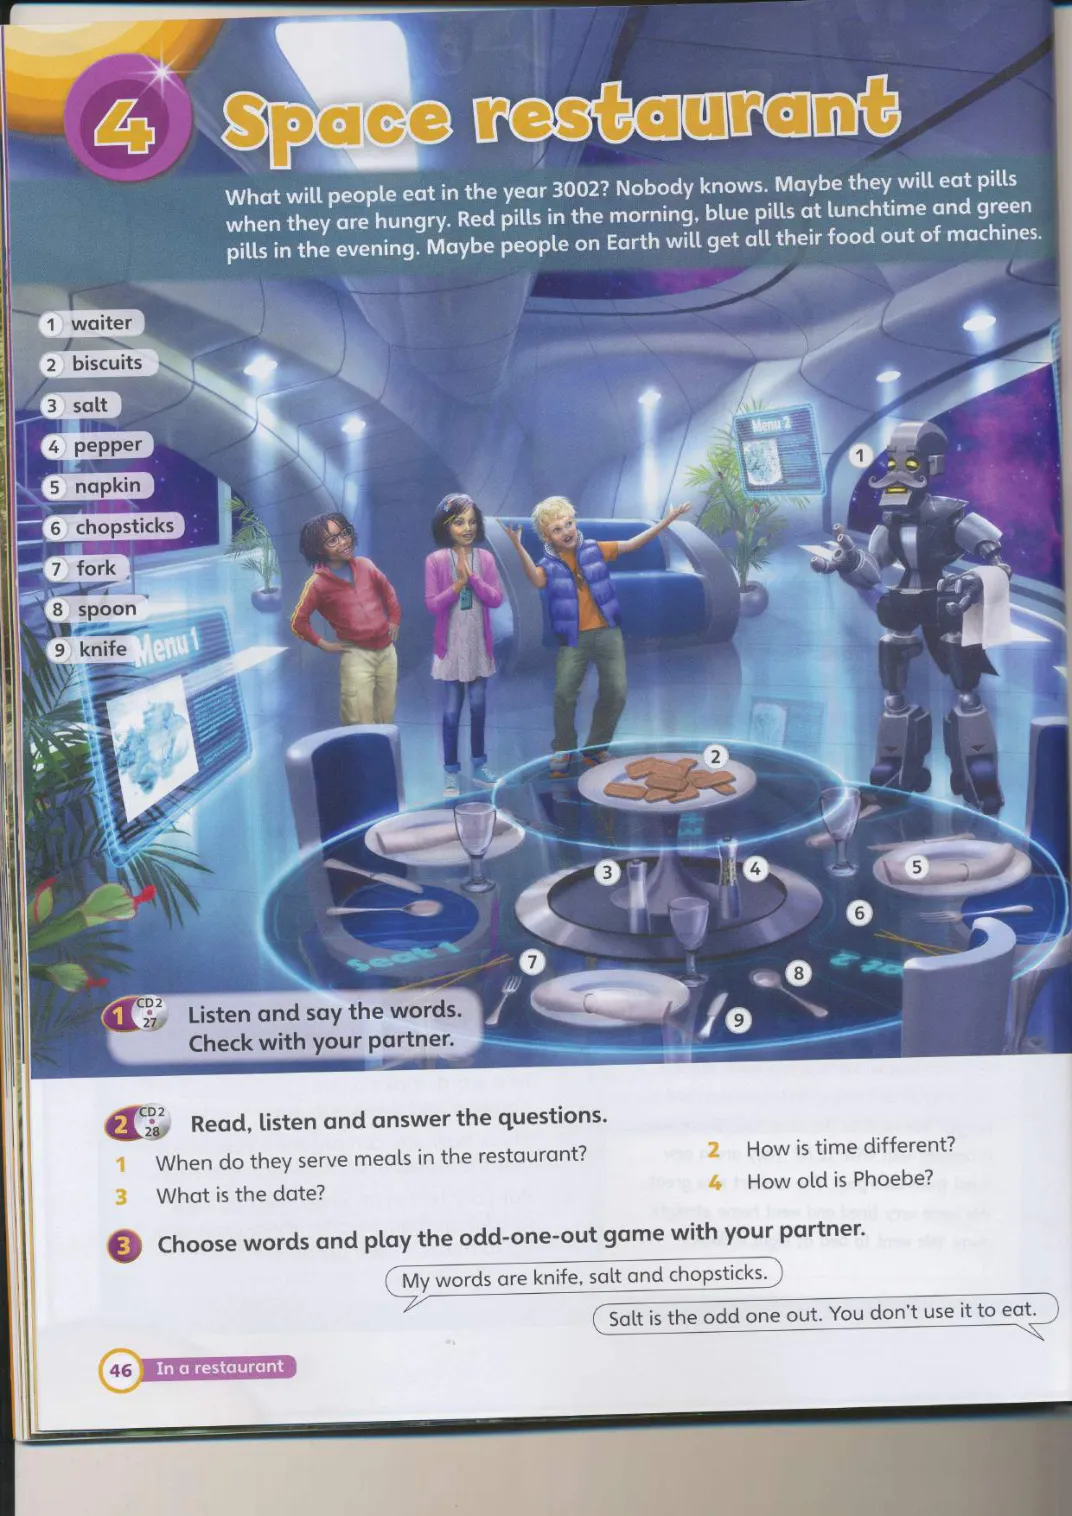 4
Space restaurant
What will people eat in the year 3002? Nobody knows. Maybe they will eat pills
when they are hungry. Red pills in the morning, blue pills at lunchtime and green
pills in the evening. Maybe people on Earth will get all their food out of machines.
1 waiter
2 biscuits
3 salt
4 pepper
5 napkin
6 chopsticks
7 fork
8 spoon
9 knife
Menu 1
Menu 2
1
2
3
4
5
6
7
8
9
Seat 1
1 CD2 27 Listen and say the words.
Check with your partner.
2 CD2 28 Read, listen and answer the questions.
1 When do they serve meals in the restaurant?
2 How is time different?
3 What is the date?
4 How old is Phoebe?
3 Choose words and play the odd-one-out game with your partner.
My words are knife, salt and chopsticks.
Salt is the odd one out. You don't use it to eat.
46 In a restaurant